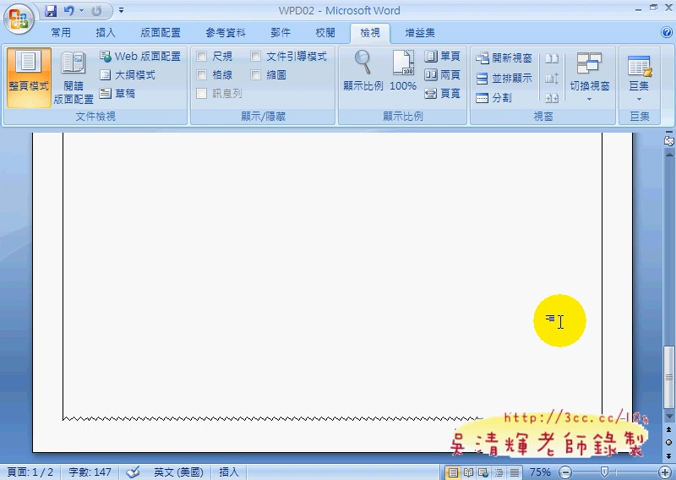 WPD02 - Microsoft Word
常用 插入 版面配置 參考資料 郵件 校閱 檢視 增益集
整頁模式
閱讀
版面配置
Web 版面配置
大綱模式
草稿
文件檢視
尺規
格線
訊息列
文件引導模式
縮圖
顯示/隱藏
顯示比例
100%
單頁
兩頁
頁寬
顯示比例
開新視窗
並排顯示
分割
切換視窗
視窗
巨集
巨集
吳清輝老師錄製
頁面: 1 / 2 字數: 147 英文 (美國) 插入 75%